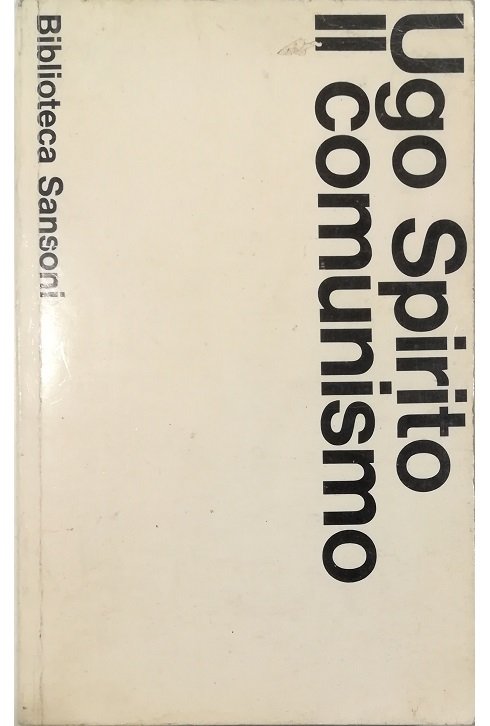 Ugo Spirito
Il comunismo
Biblioteca Sansoni